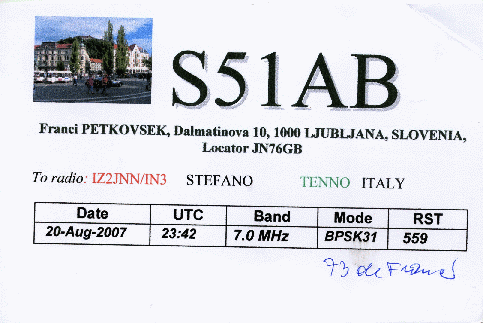 S51AB
Franci PETKOVSEK, Dalmatinova 10, 1000 LJUBLJANA, SLOVENIA,
Locator JN76GB
To radio: IZ2JNN/IN3 STEFANO TENNO ITALY
Date UTC Band Mode RST
20-Aug-2007 23:42 7.0 MHz BPSK31 559
73 de Franci